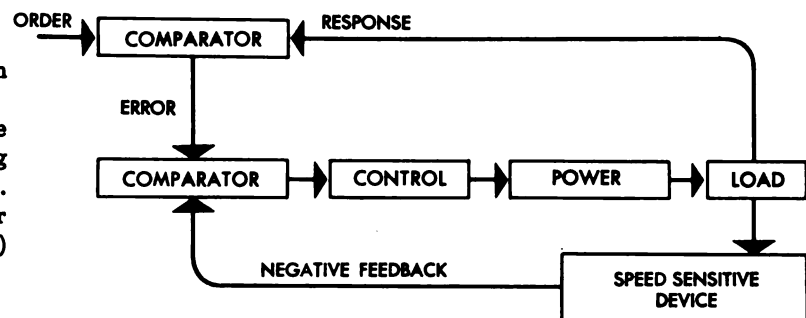 ORDER
RESPONSE
COMPARATOR
n
ERROR
e
g
COMPARATOR
CONTROL
POWER
LOAD
.
r
)
NEGATIVE FEEDBACK
SPEED SENSITIVE
DEVICE